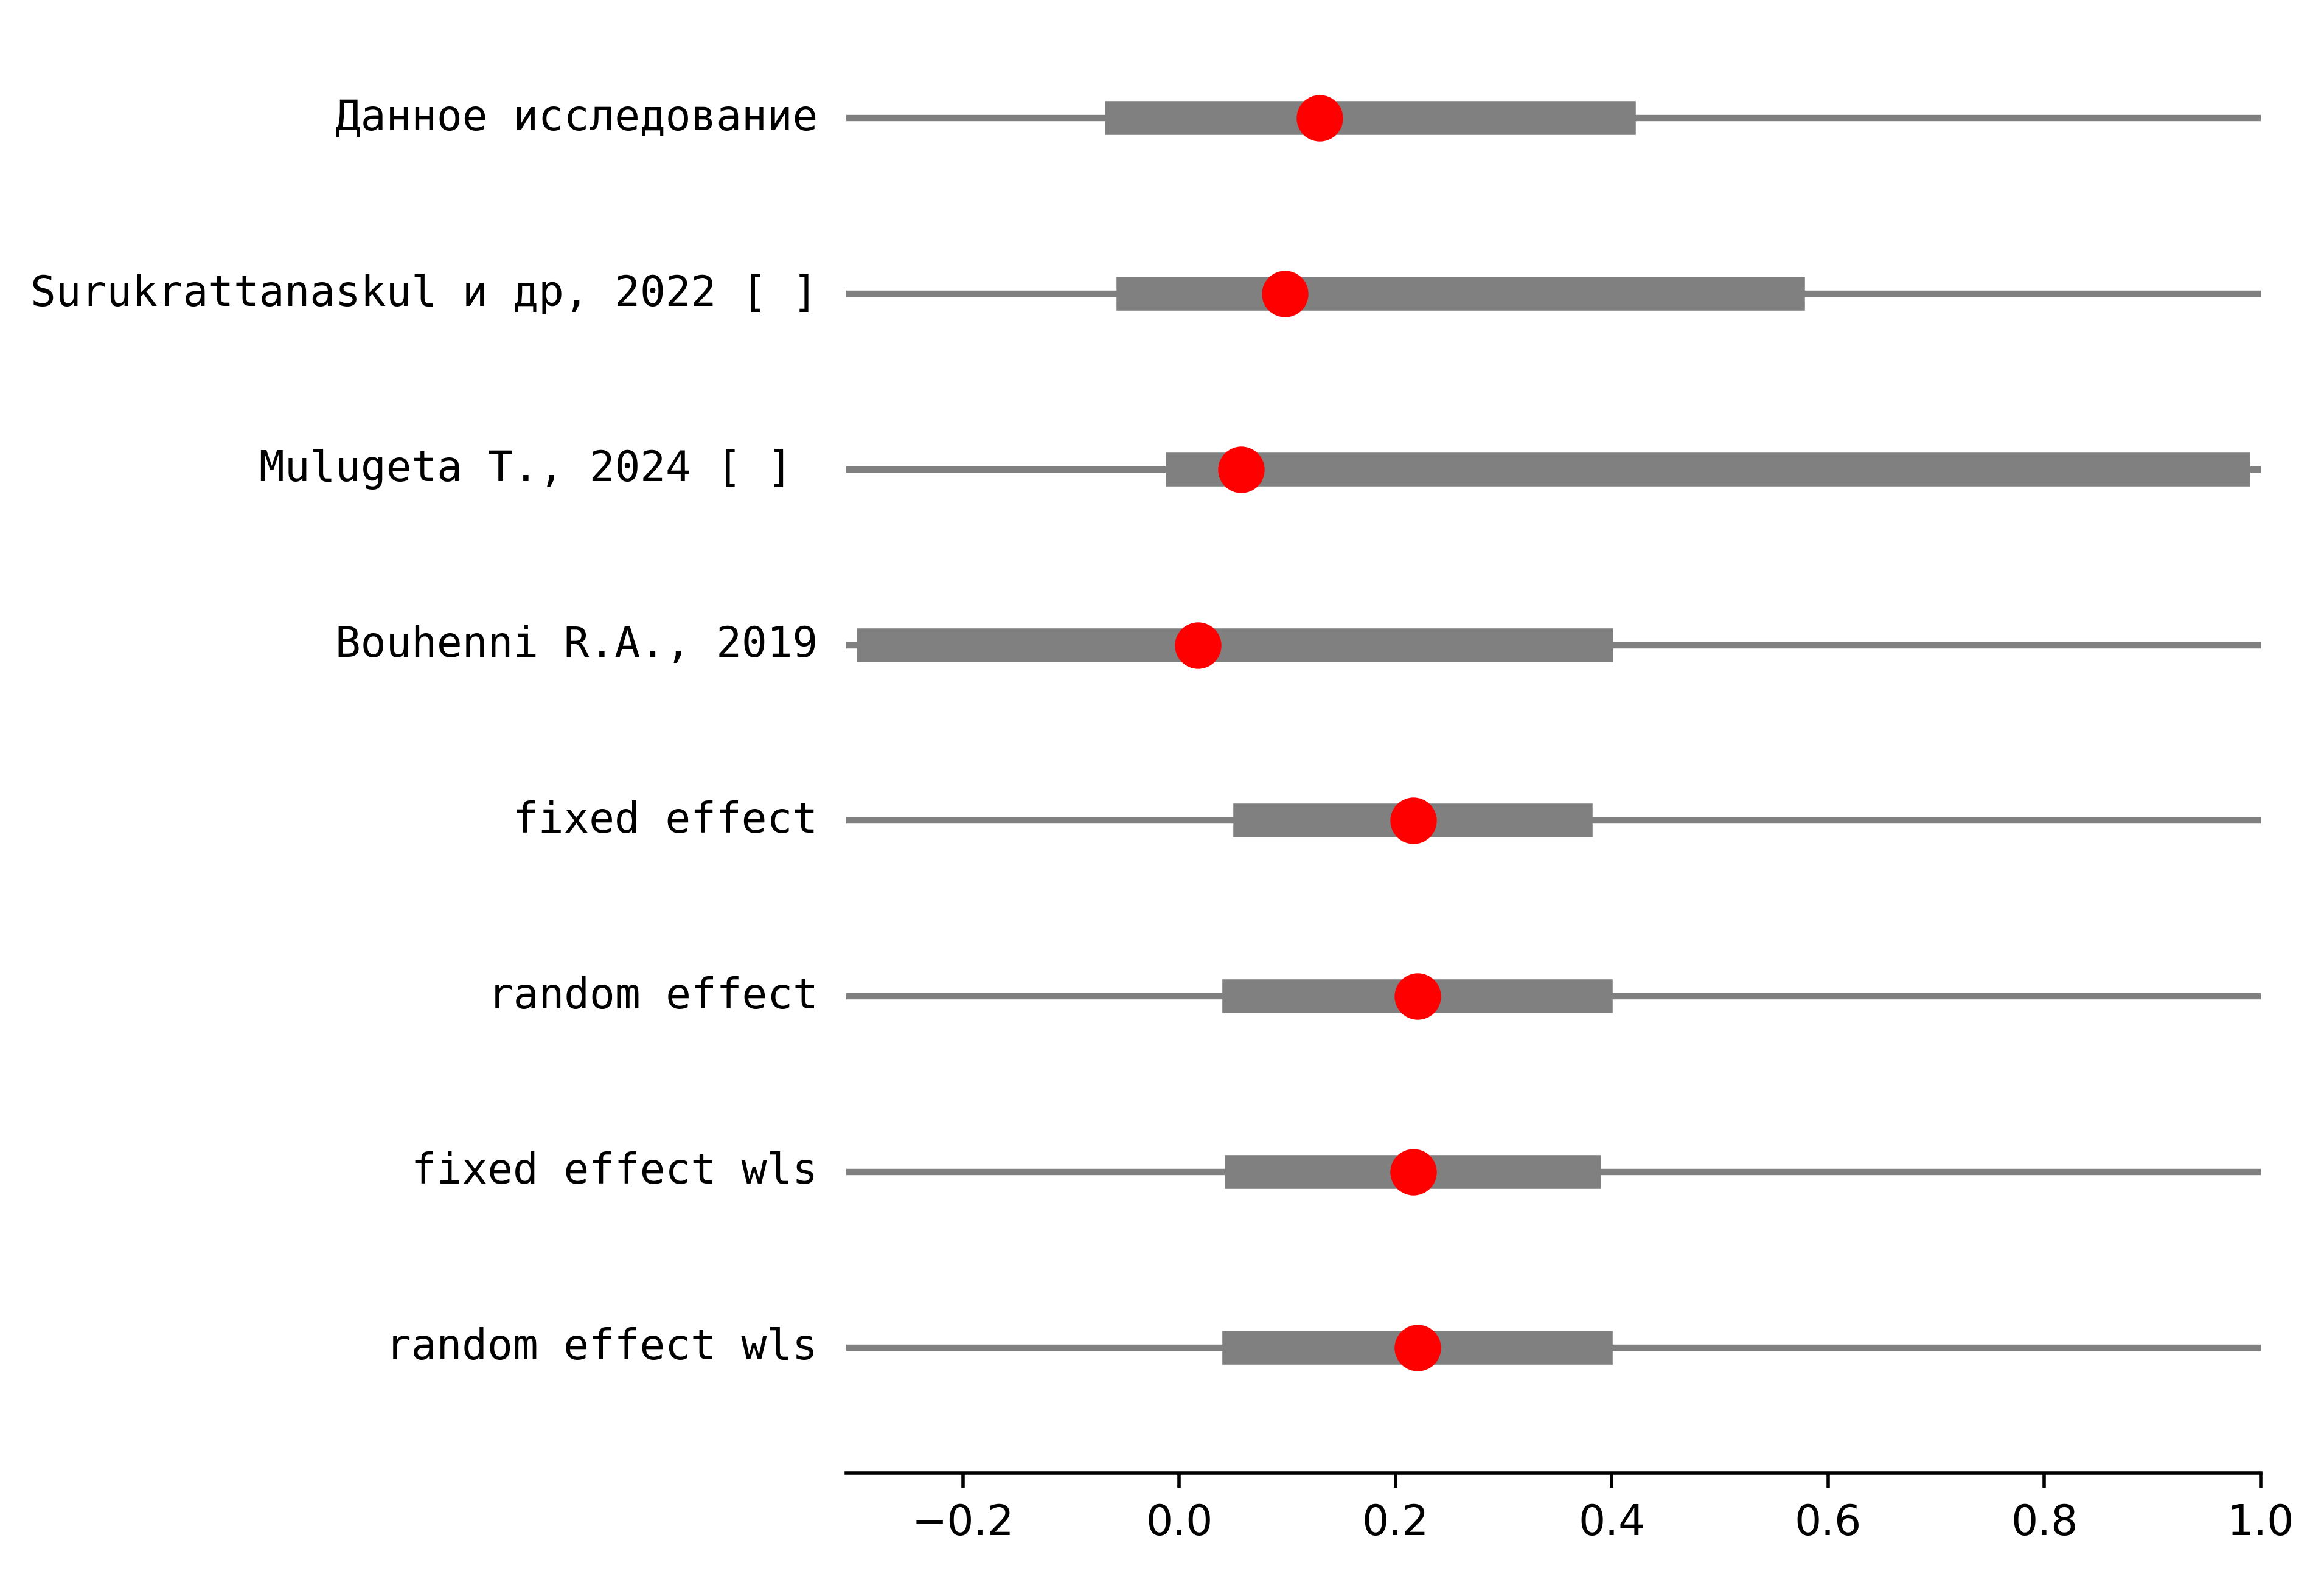 Данное исследование
Surukrattanaskul и др, 2022 [ ]
Mulugeta T., 2024 [ ]
Bouhenni R.A., 2019
fixed effect
random effect
fixed effect wls
random effect wls
−0.2 0.0 0.2 0.4 0.6 0.8 1.0